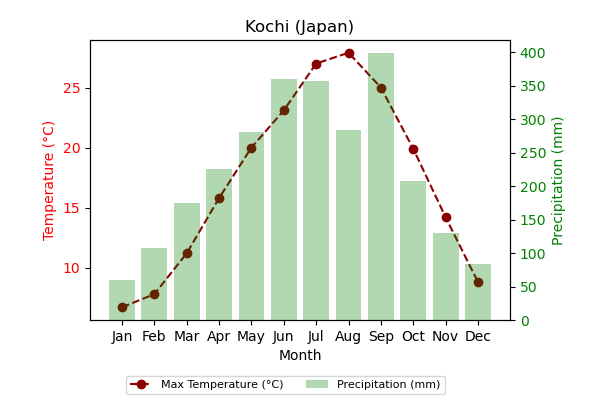 Kochi (Japan)
Temperature (°C)
25
20
15
10
400
350
300
250
200
150
100
50
0
Precipitation (mm)
Jan Feb Mar Apr May Jun Jul Aug Sep Oct Nov Dec
Month
Max Temperature (°C) Precipitation (mm)